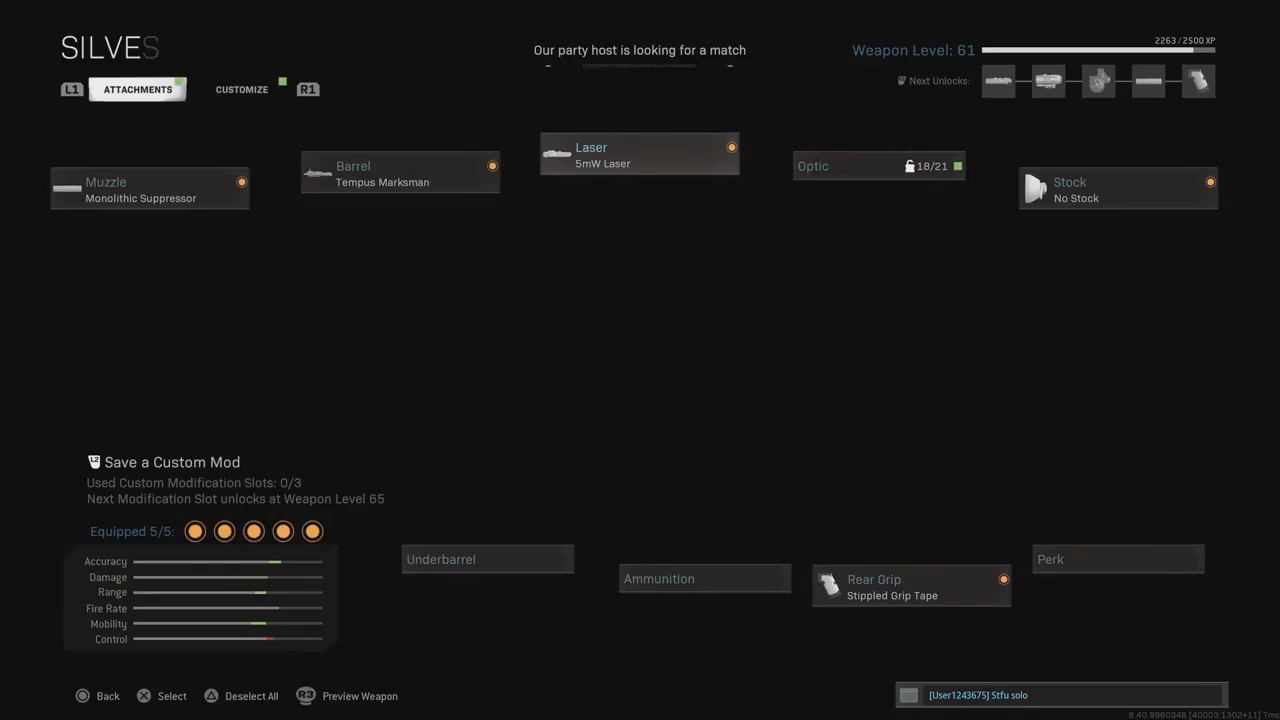 SILVES
Our party host is looking for a match
Weapon Level: 61
2263 / 2500 XP
Next Unlocks:
L1
ATTACHMENTS
CUSTOMIZE
R1
Laser
5mW Laser
Barrel
Tempus Marksman
Optic
18/21
Muzzle
Monolithic Suppressor
Stock
No Stock
L2 Save a Custom Mod
Used Custom Modification Slots: 0/3
Next Modification Slot unlocks at Weapon Level 65
Equipped 5/5:
Accuracy
Damage
Range
Fire Rate
Mobility
Control
Underbarrel
Ammunition
Rear Grip
Stippled Grip Tape
Perk
Back
Select
Deselect All
R3 Preview Weapon
[User1243675] Stfu solo